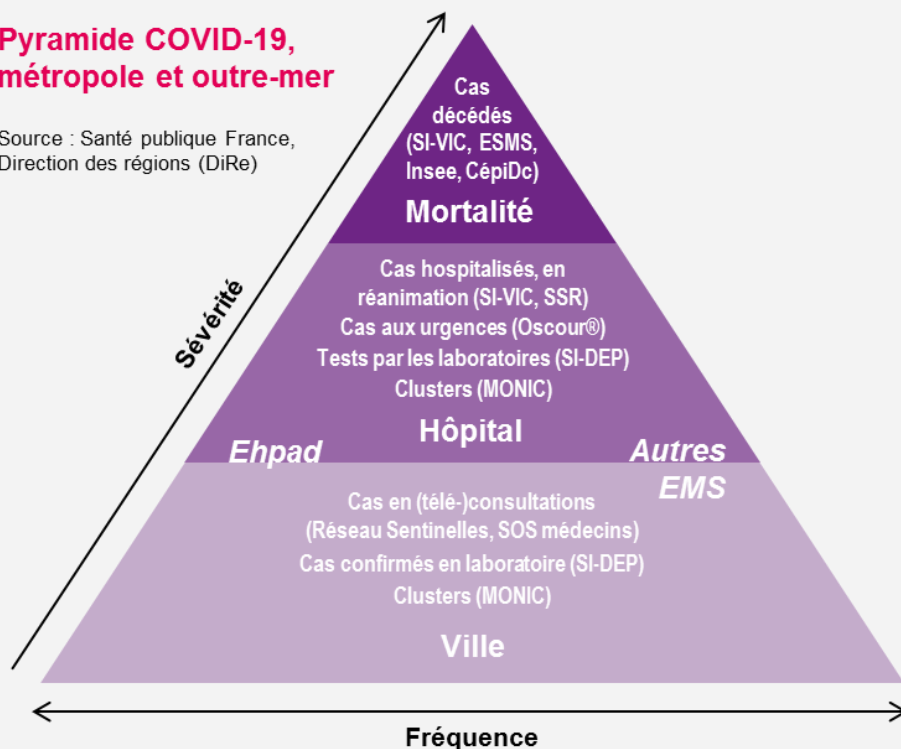 Pyramide COVID-19,
métropole et outre-mer
Source : Santé publique France,
Direction des régions (DiRe)
Sévérité
Cas
décédés
(SI-VIC, ESMS,
Insee, CépiDc)
Mortalité
Cas hospitalisés, en
réanimation (SI-VIC, SSR)
Cas aux urgences (Oscour®)
Tests par les laboratoires (SI-DEP)
Clusters (MONIC)
Hôpital
Ehpad
Autres
EMS
Cas en (télé-)consultations
(Réseau Sentinelles, SOS médecins)
Cas confirmés en laboratoire (SI-DEP)
Clusters (MONIC)
Ville
Fréquence